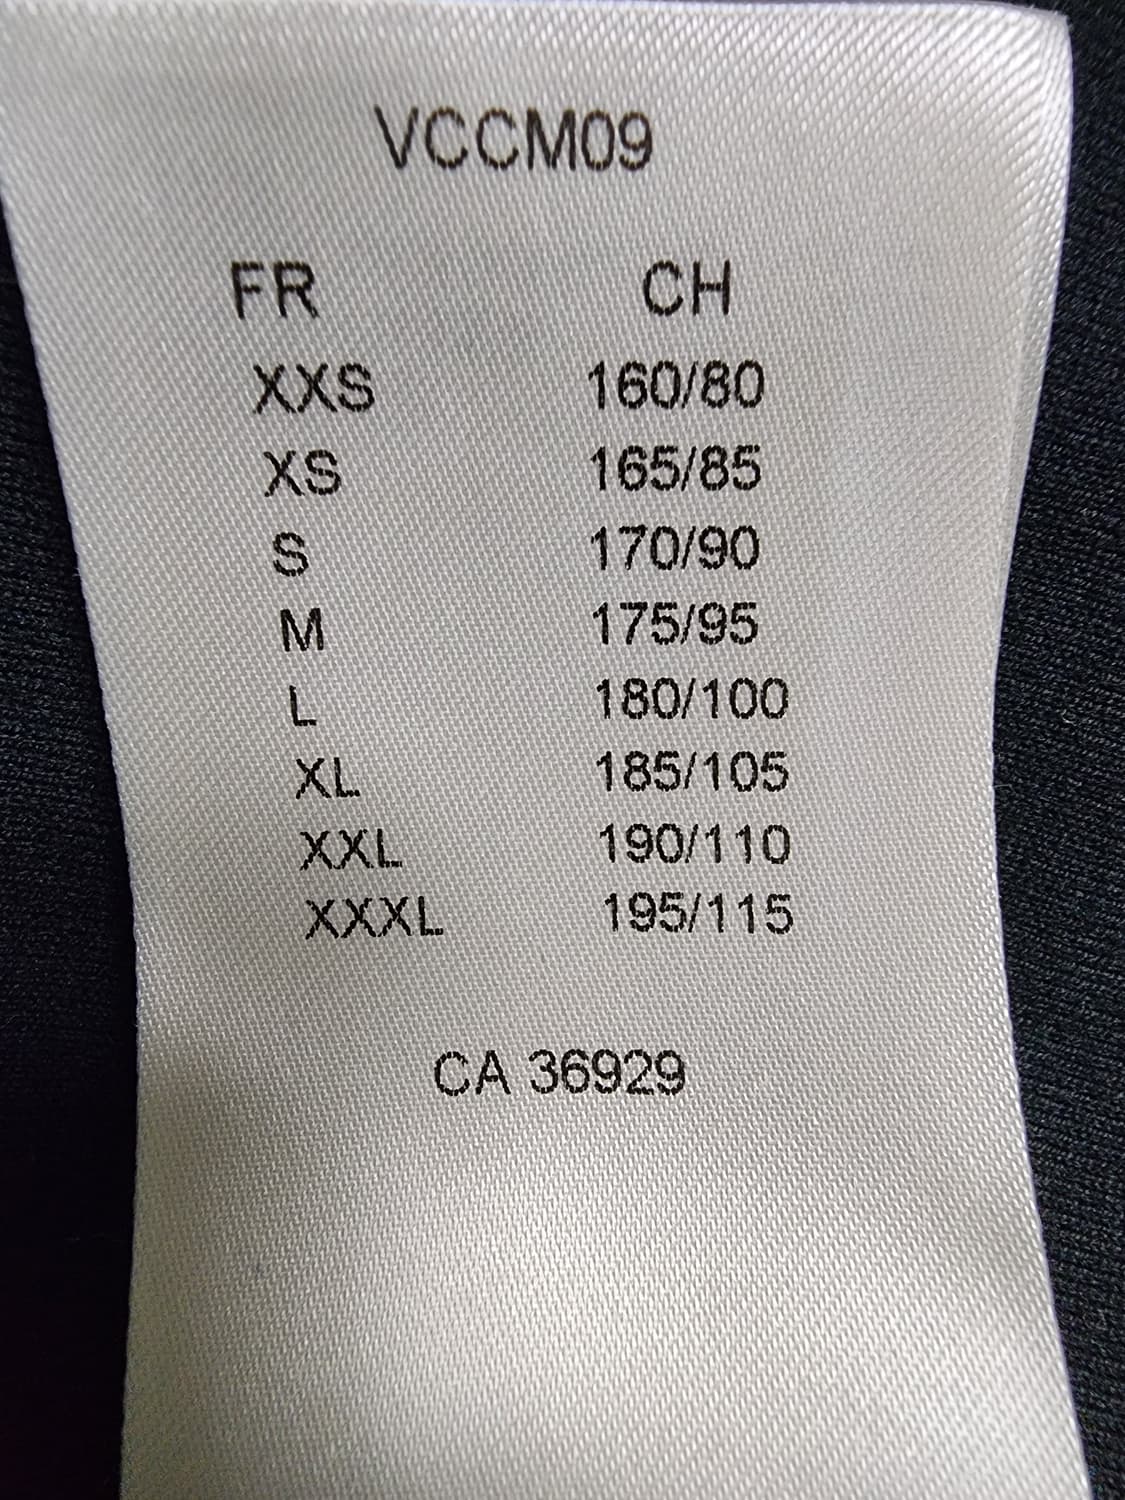 VCCM09
FR CH
XXS 160/80
XS 165/85
S 170/90
M 175/95
L 180/100
XL 185/105
XXL 190/110
XXXL 195/115
CA 36929